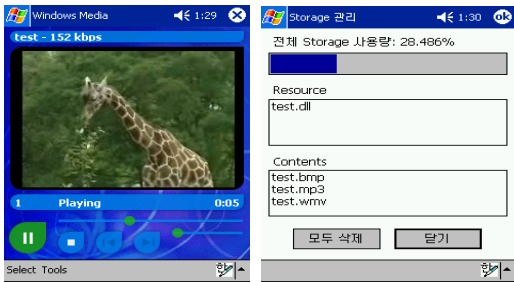 Windows Media
1:29
test - 152 kbps
1 Playing 0:05
Select Tools
한
Storage 관리
1:30 ok
전체 Storage 사용량: 28.486%
Resource
test.dll
Contents
test.bmp
test.mp3
test.wmv
모두 삭제
닫기
한